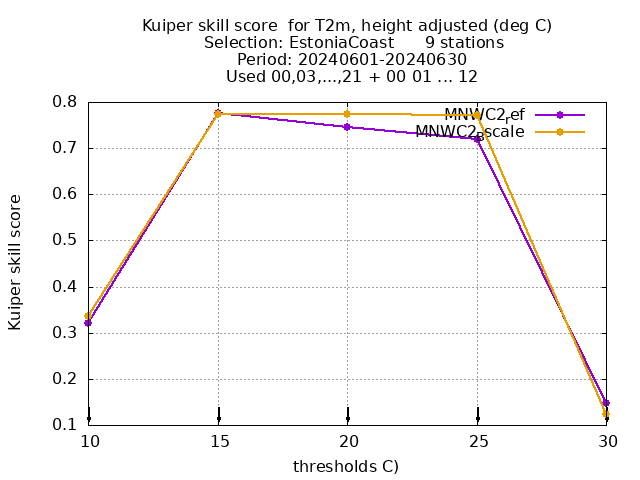 Kuiper skill score for T2m, height adjusted (deg C)
Selection: EstoniaCoast 9 stations
Period: 20240601-20240630
Used 00,03,...,21 + 00 01 ... 12
Kuiper skill score
0.8
0.7
0.6
0.5
0.4
0.3
0.2
0.1
MNWC2ref
MNWC2Bscale
10
15
20
25
30
thresholds C)